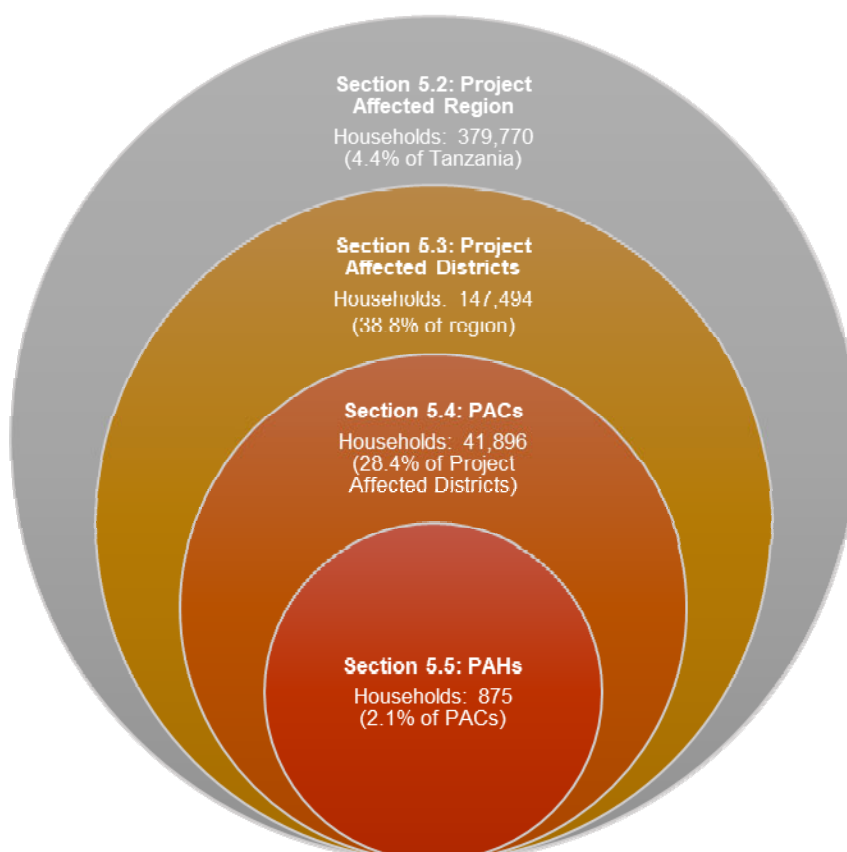 Section 5.2: Project
Affected Region
Households: 379,770
(4.4% of Tanzania)
Section 5.3: Project
Affected Districts
Households: 147,494
(38.8% of region)
Section 5.4: PACs
Households: 41,896
(28.4% of Project
Affected Districts)
Section 5.5: PAHs
Households: 875
(2.1% of PACs)